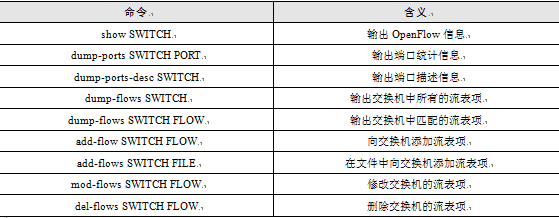 命令 含义
show SWITCH 输出 OpenFlow 信息
dump-ports SWITCH PORT 输出端口统计信息
dump-ports-desc SWITCH 输出端口描述信息
dump-flows SWITCH 输出交换机中所有的流表项
dump-flows SWITCH FLOW 输出交换机中匹配的流表项
add-flow SWITCH FLOW 向交换机添加流表项
add-flows SWITCH FILE 在文件中向交换机添加流表项
mod-flows SWITCH FLOW 修改交换机的流表项
del-flows SWITCH FLOW 删除交换机的流表项